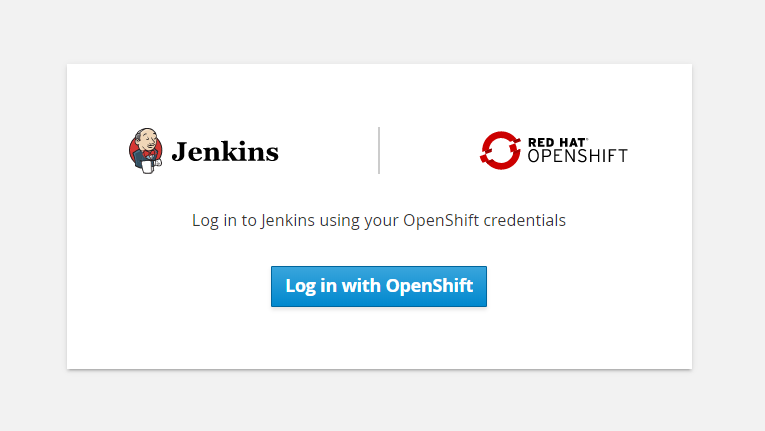 Jenkins
RED HAT
OPENSHIFT
Log in to Jenkins using your OpenShift credentials
Log in with OpenShift